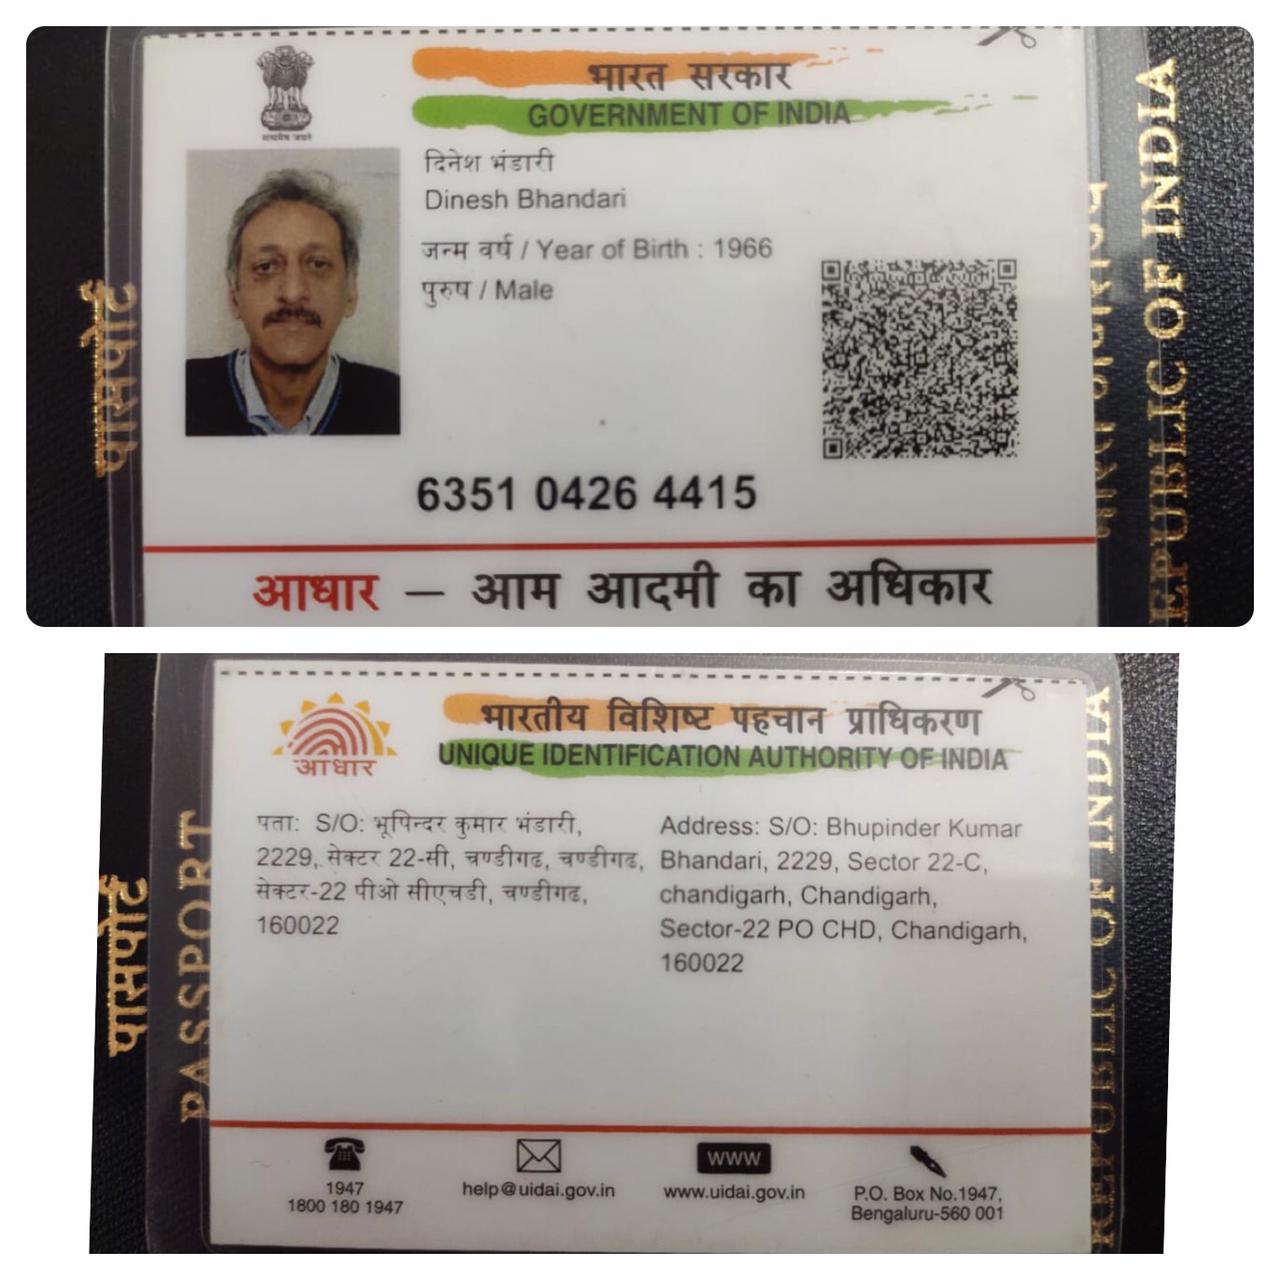 सत्यमेव जयते
भारत सरकार
GOVERNMENT OF INDIA
दिनेश भंडारी
Dinesh Bhandari
जन्म वर्ष / Year of Birth : 1966
पुरुष / Male
6351 0426 4415
आधार – आम आदमी का अधिकार
पासपोर्ट
EPUBLIC OF INDIA
आधार
भारतीय विशिष्ट पहचान प्राधिकरण
UNIQUE IDENTIFICATION AUTHORITY OF INDIA
पता: S/O: भूपिन्दर कुमार भंडारी,
2229, सेक्टर 22-सी, चण्डीगढ, चण्डीगढ,
सेक्टर-22 पीओ सीएचडी, चण्डीगढ,
160022
Address: S/O: Bhupinder Kumar
Bhandari, 2229, Sector 22-C,
chandigarh, Chandigarh,
Sector-22 PO CHD, Chandigarh,
160022
1947
1800 180 1947
help@uidai.gov.in
WWW
www.uidai.gov.in
P.O. Box No.1947,
Bengaluru-560 001
पासपोर्ट
PASSPORT
REPUBLIC OF INDIA